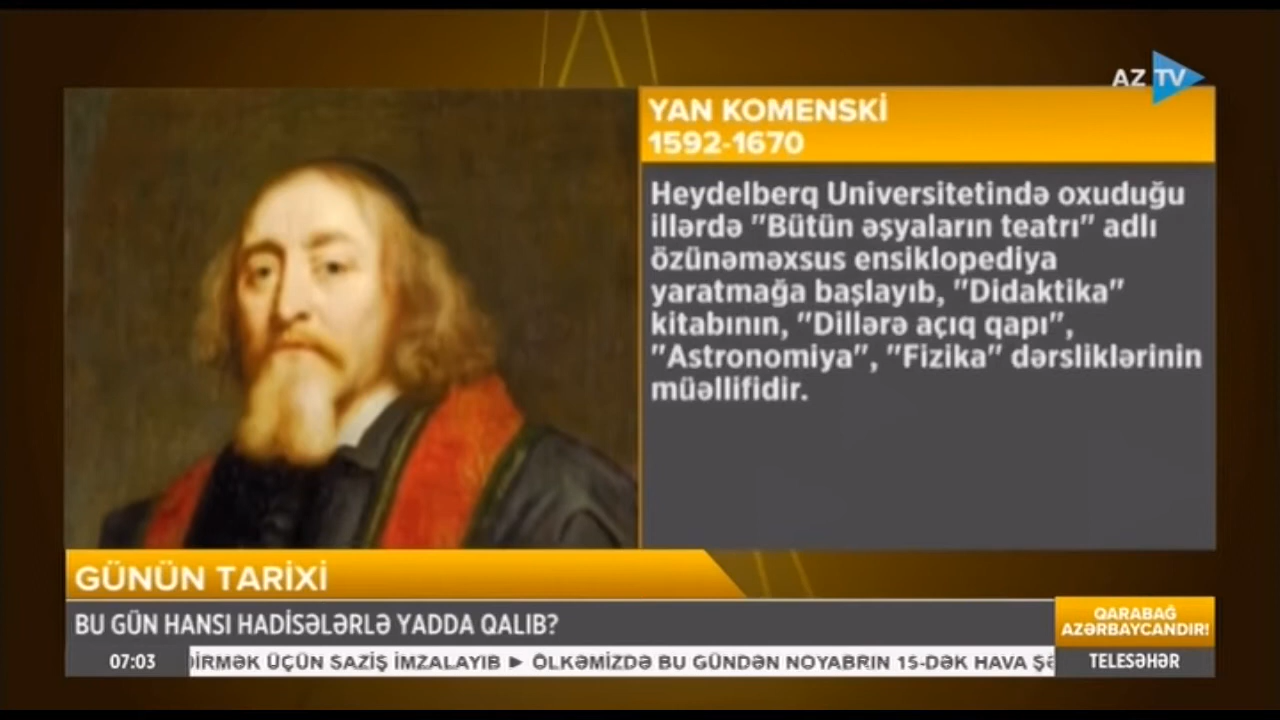 AZ TV
YAN KOMENSKİ
1592-1670
Heydelberq Universitetində oxuduğu
illərdə "Bütün əşyaların teatrı" adlı
özünəməxsus ensiklopediya
yaratmağa başlayıb, "Didaktika"
kitabının, "Dillərə açıq qapı",
"Astronomiya", "Fizika" dərsliklərinin
müəllifidir.
GÜNÜN TARİXİ
BU GÜN HANSI HADİSƏLƏRLƏ YADDA QALIB?
QARABAĞ
AZƏRBAYCANDIR!
07:03
ÜÇÜN SAZİŞ İMZALAYIB ► ÖLKƏMİZDƏ BU GÜNDƏN NOYABRIN 15-DƏK HAVA
TELESƏHƏR